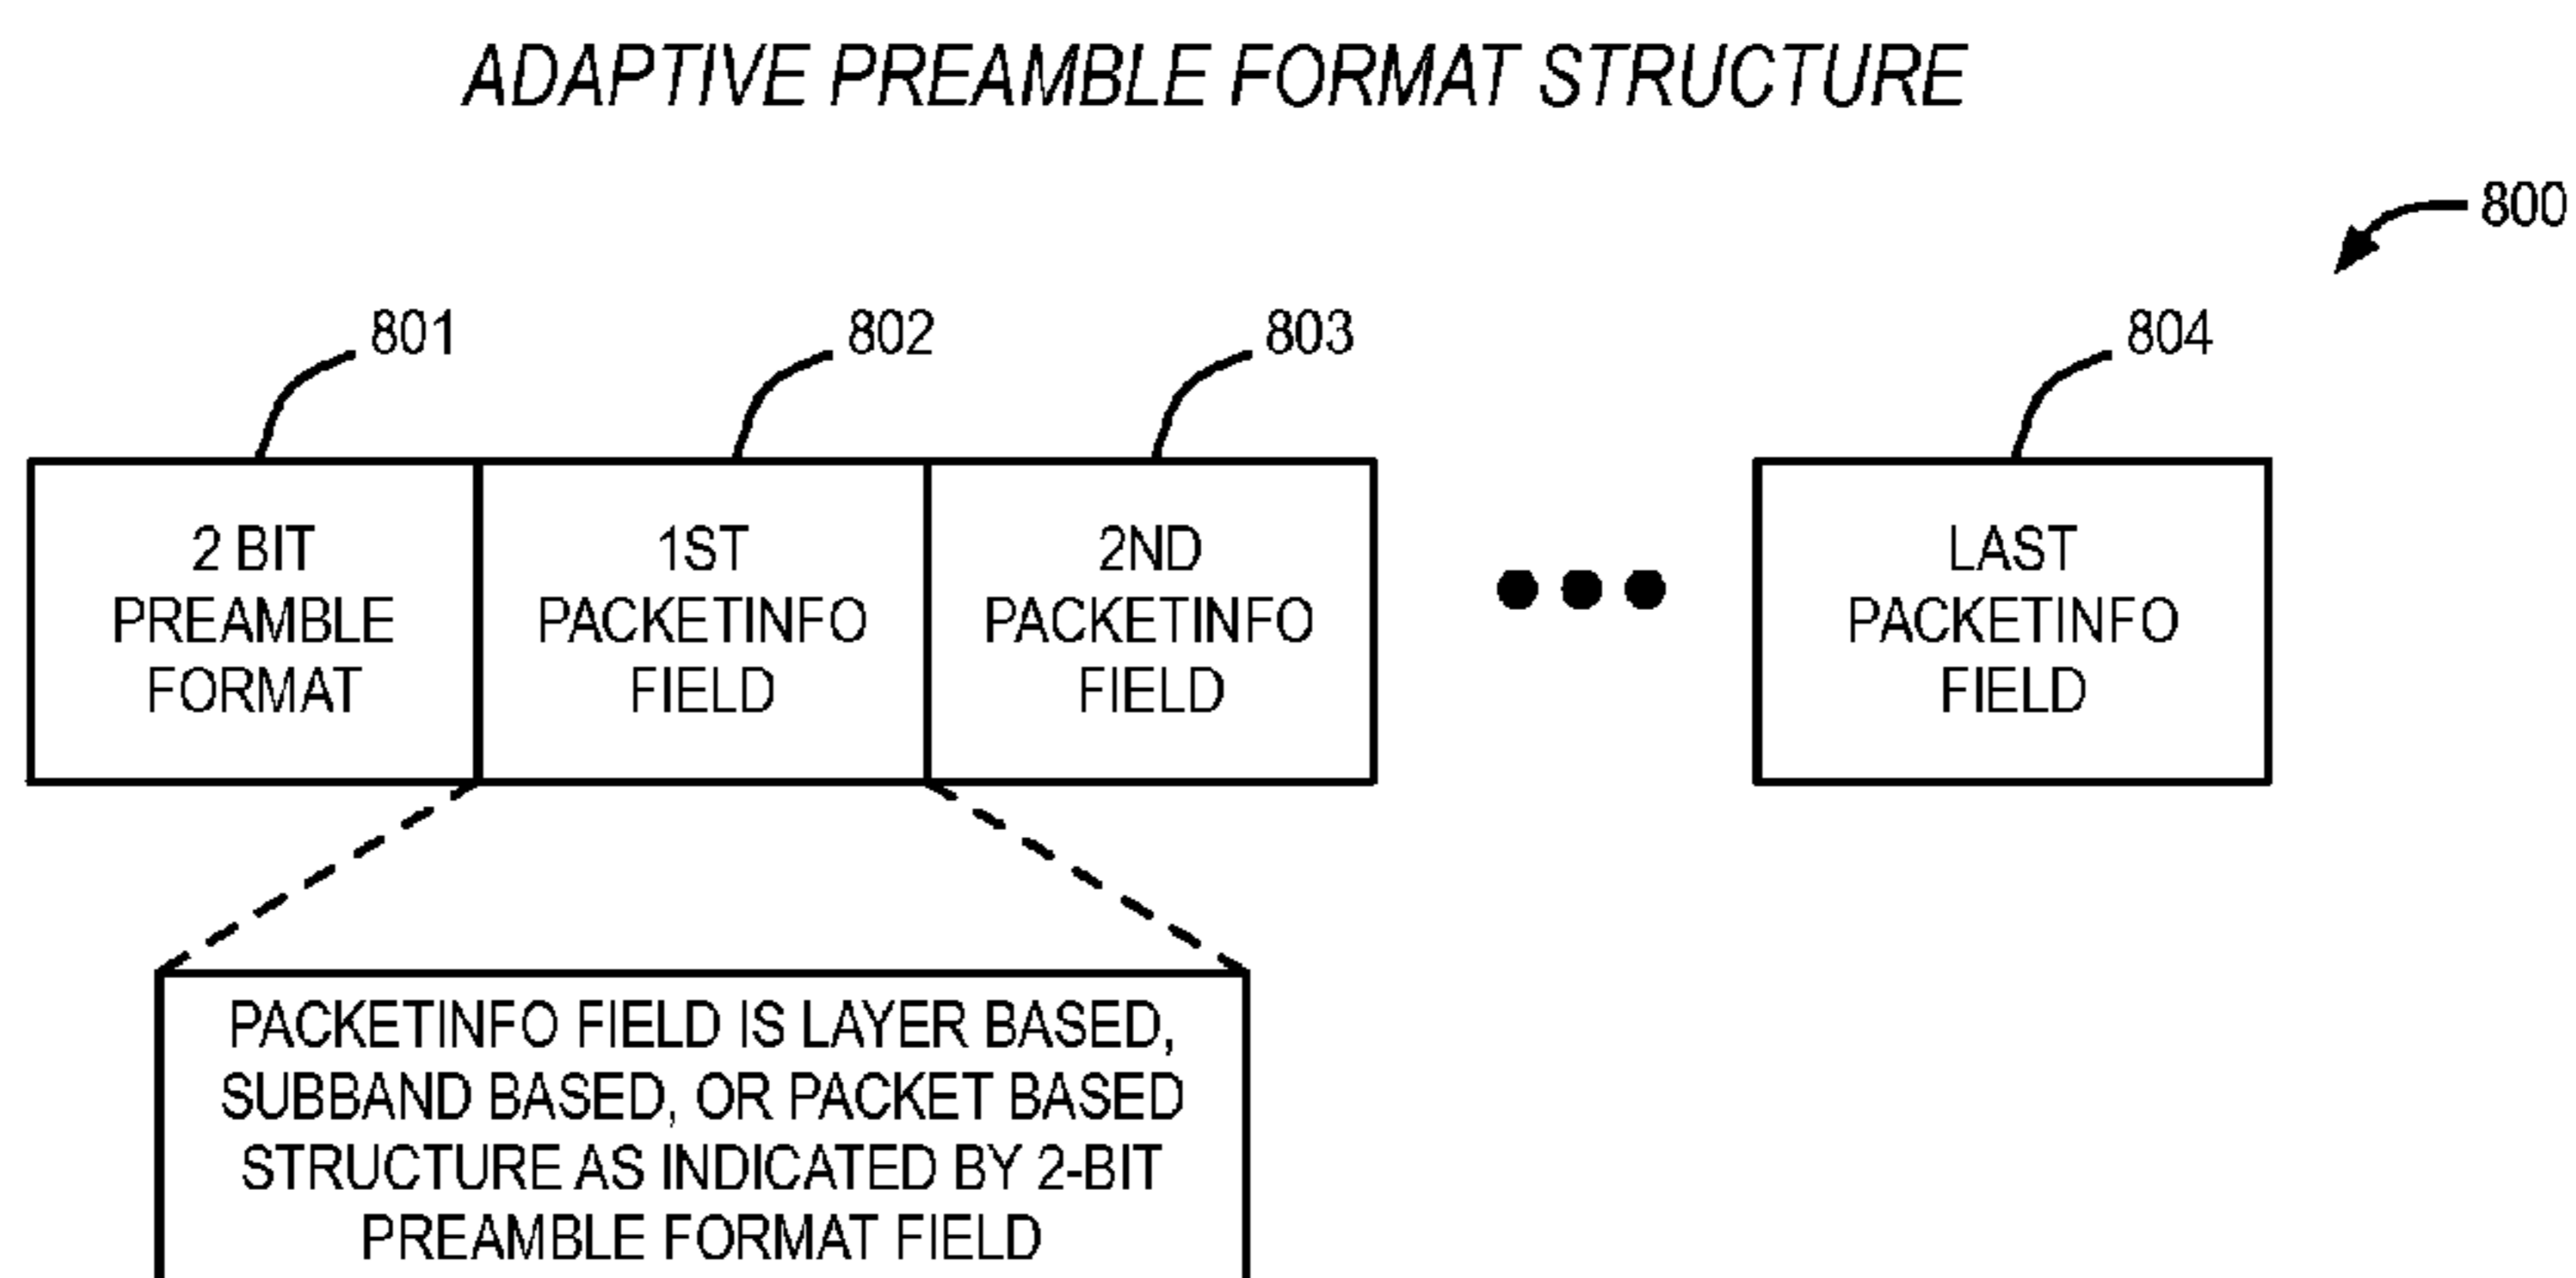 ADAPTIVE PREAMBLE FORMAT STRUCTURE
800
801
802
803
804
2 BIT
PREAMBLE
FORMAT
1ST
PACKETINFO
FIELD
2ND
PACKETINFO
FIELD
LAST
PACKETINFO
FIELD
PACKETINFO FIELD IS LAYER BASED,
SUBBAND BASED, OR PACKET BASED
STRUCTURE AS INDICATED BY 2-BIT
PREAMBLE FORMAT FIELD